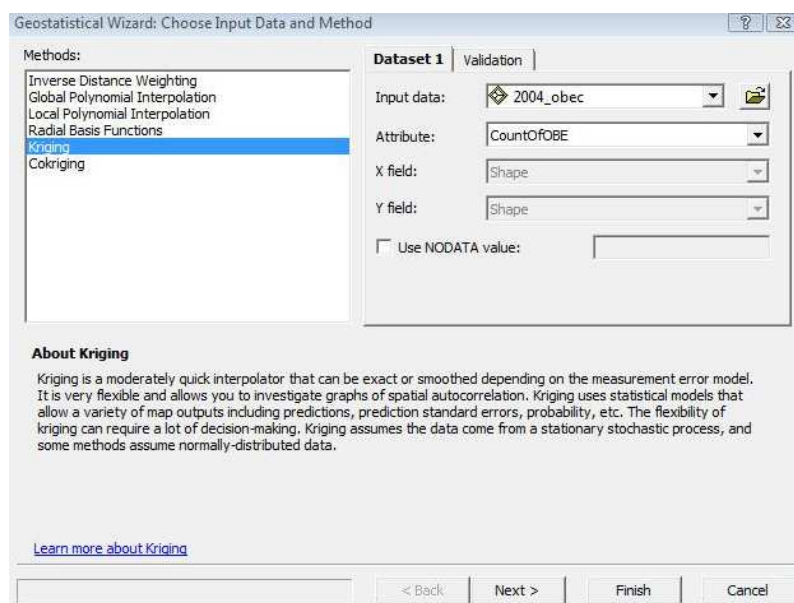 Geostatistical Wizard: Choose Input Data and Method
Methods:
Inverse Distance Weighting
Global Polynomial Interpolation
Local Polynomial Interpolation
Radial Basis Functions
Kriging
Cokriging
Dataset 1 Validation
Input data: 2004_obec
Attribute: CountOfOBE
X field: Shape
Y field: Shape
Use NODATA value:
About Kriging
Kriging is a moderately quick interpolator that can be exact or smoothed depending on the measurement error model.
It is very flexible and allows you to investigate graphs of spatial autocorrelation. Kriging uses statistical models that
allow a variety of map outputs including predictions, prediction standard errors, probability, etc. The flexibility of
kriging can require a lot of decision-making. Kriging assumes the data come from a stationary stochastic process, and
some methods assume normally-distributed data.
Learn more about Kriging
< Back Next > Finish Cancel